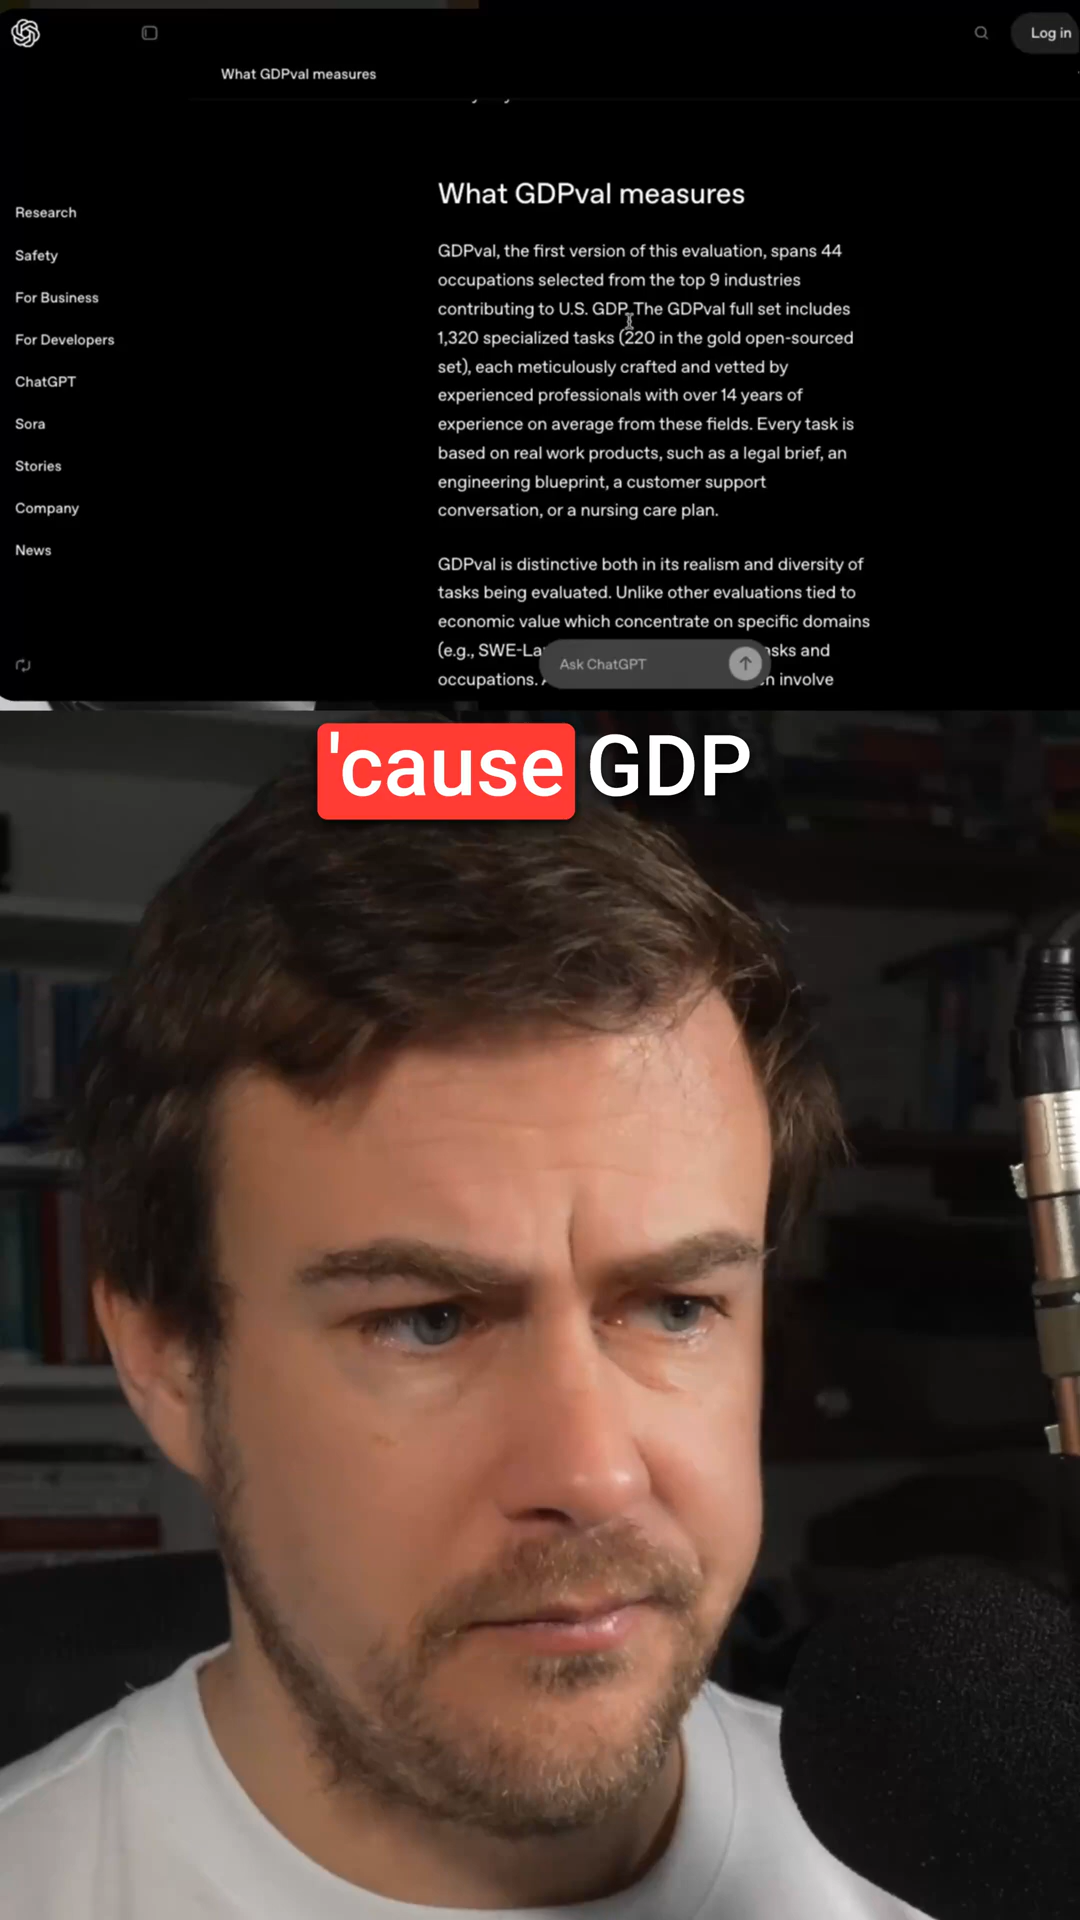 Log in
What GDPval measures
What GDPval measures
Research
Safety
For Business
For Developers
ChatGPT
Sora
Stories
Company
News
GDPval, the first version of this evaluation, spans 44
occupations selected from the top 9 industries
contributing to U.S. GDP. The GDPval full set includes
1,320 specialized tasks (220 in the gold open-sourced
set), each meticulously crafted and vetted by
experienced professionals with over 14 years of
experience on average from these fields. Every task is
based on real work products, such as a legal brief, an
engineering blueprint, a customer support
conversation, or a nursing care plan.
GDPval is distinctive both in its realism and diversity of
tasks being evaluated. Unlike other evaluations tied to
economic value which concentrate on specific domains
(e.g., SWE-La
sks and
occupations.
involve
Ask ChatGPT
'cause GDP